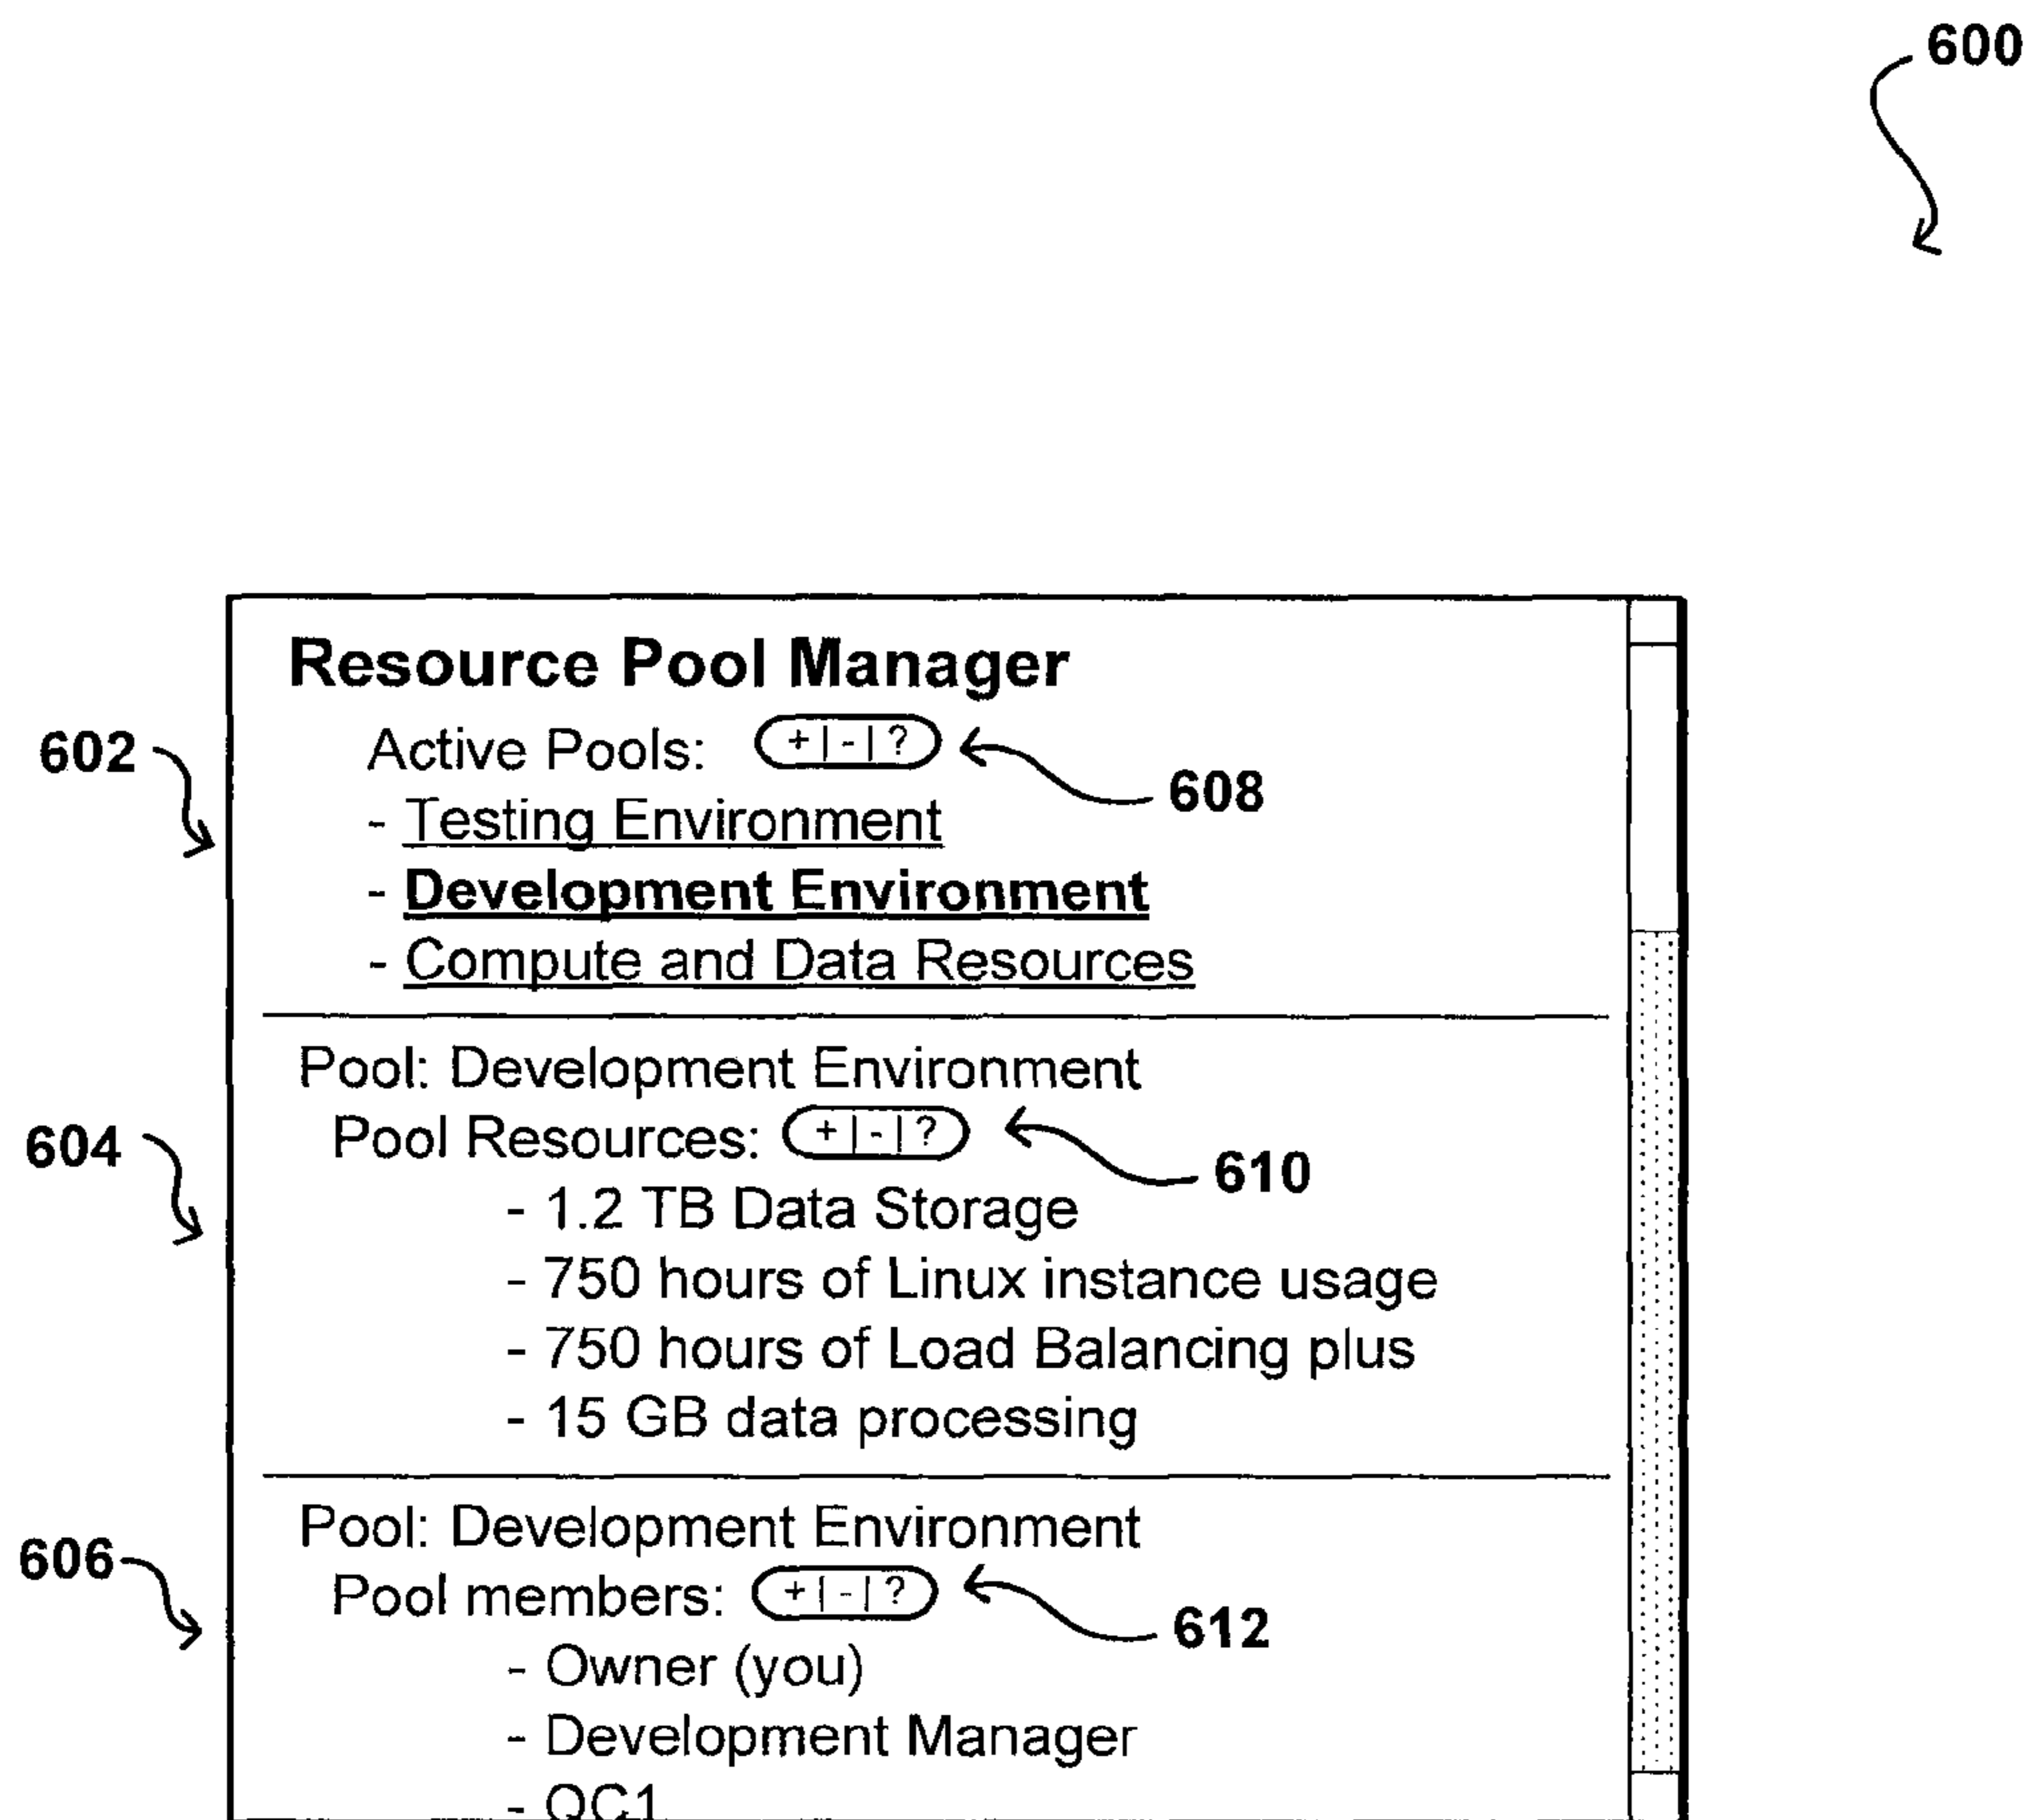 600
Resource Pool Manager
602
Active Pools: + | - | ?
608
- Testing Environment
- Development Environment
- Compute and Data Resources
Pool: Development Environment
604
Pool Resources: + | - | ?
610
- 1.2 TB Data Storage
- 750 hours of Linux instance usage
- 750 hours of Load Balancing plus
- 15 GB data processing
Pool: Development Environment
606
Pool members: + | - | ?
612
- Owner (you)
- Development Manager
- QC1